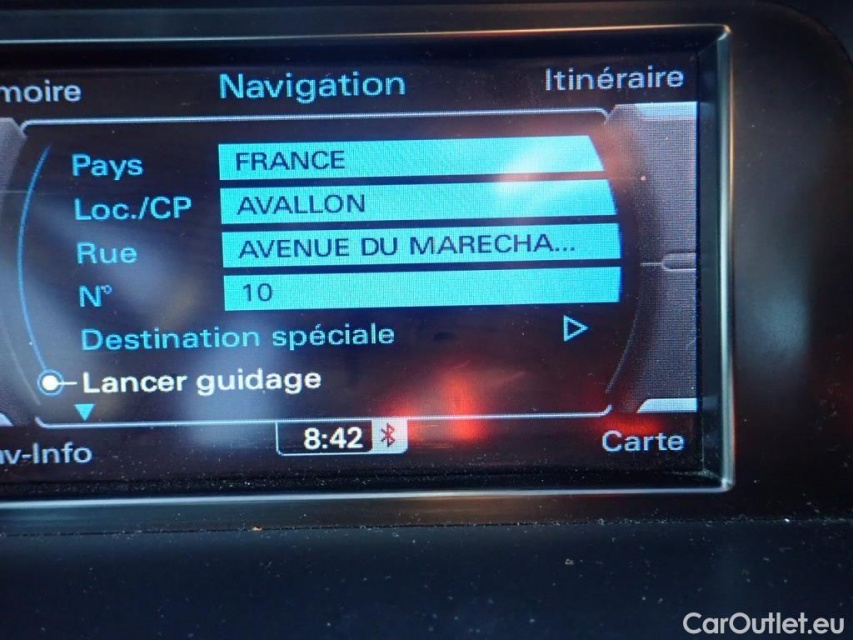 moire Navigation Itinéraire
Pays FRANCE
Loc./CP AVALLON
Rue AVENUE DU MARECHA...
N° 10
Destination spéciale
Lancer guidage
v-Info 8:42 Carte
CarOutlet.eu